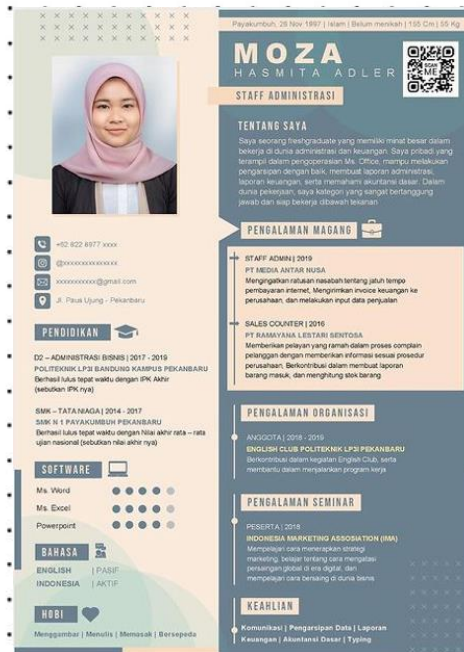 Payakumbuh, 26 Nov 1997 | Islam | Belum menikah | 155 Cm | 55 Kg
MOZA
HASMITA ADLER
SCAN
ME
STAFF ADMINISTRASI
TENTANG SAYA
Saya seorang freshgraduate yang memiliki minat besar dalam
bekerja di dunia administrasi dan keuangan. Saya pribadi yang
terampil dalam pengoperasian Ms. Office, mampu melakukan
pengarsipan dengan baik, membuat laporan administrasi,
laporan keuangan, serta memahami akuntansi dasar. Dalam
dunia pekerjaan, saya kategori yang sangat bertanggung
jawab dan siap bekerja dibawah tekanan
+62 822 8977 xxxx
@xxxxxxxxxxxxxxx
xxxxxxxxxxx@gmail.com
Jl. Paus Ujung - Pekanbaru
PENDIDIKAN
D2 – ADMINISTRASI BISNIS | 2017 - 2019
POLITEKNIK LP3I BANDUNG KAMPUS PEKANBARU
Berhasil lulus tepat waktu dengan IPK Akhir
(sebutkan IPK nya)
SMK – TATA NIAGA | 2014 - 2017
SMK N 1 PAYAKUMBUH PEKANBARU
Berhasil lulus tepat waktu dengan Nilai akhir rata – rata
ujian nasional (sebutkan nilai akhir nya)
SOFTWARE
Ms. Word
Ms. Excel
Powerpoint
BAHASA
ENGLISH | PASIF
INDONESIA | AKTIF
HOBI
Menggambar | Menulis | Memasak | Bersepeda
PENGALAMAN MAGANG
STAFF ADMIN | 2019
PT MEDIA ANTAR NUSA
Mengingatkan ratusan nasabah tentang jatuh tempo
pembayaran internet, Mengirimkan invoice keuangan ke
perusahaan, dan melakukan input data penjualan
SALES COUNTER | 2016
PT RAMAYANA LESTARI SENTOSA
Memberikan pelayan yang ramah dalam proses complain
pelanggan dengan memberikan informasi sesuai prosedur
perusahaan, Berkontribusi dalam membuat laporan
barang masuk, dan menghitung stok barang
PENGALAMAN ORGANISASI
ANGGOTA | 2018 - 2019
ENGLISH CLUB POLITEKNIK LP3I PEKANBARU
Berkontribusi dalam kegiatan English Club, serta
membantu dalam menjalankan program kerja
PENGALAMAN SEMINAR
PESERTA | 2018
INDONESIA MARKETING ASSOSIATION (IMA)
Mempelajari cara menerapkan strategi
marketing, belajar tentang cara mengatasi
persaingan global di era digital, dan
mempelajari cara bersaing di dunia bisnis
KEAHLIAN
Komunikasi | Pengarsipan Data | Laporan
Keuangan | Akuntansi Dasar | Typing